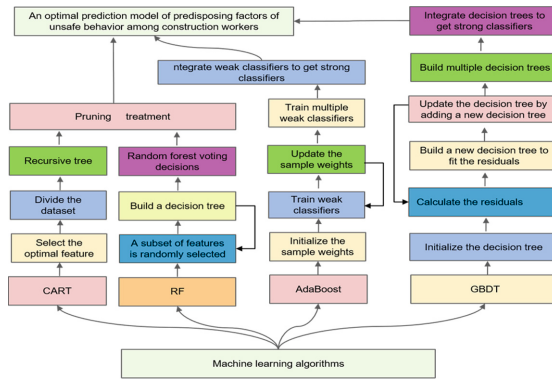 An optimal prediction model of predisposing factors of
unsafe behavior among construction workers
Integrate decision trees to
get strong classifiers
ntegrate weak classifiers to get strong
classifiers
Build multiple decision trees
Pruning treatment
Train multiple
weak classifiers
Update the decision tree by
adding a new decision tree
Recursive tree
Random forest voting
decisions
Update the
sample weights
Build a new decision tree to
fit the residuals
Divide the
dataset
Build a decision tree
Train weak
classifiers
Calculate the residuals
Select the
optimal feature
A subset of features
is randomly selected
Initialize the
sample weights
Initialize the decision tree
CART
RF
AdaBoost
GBDT
Machine learning algorithms